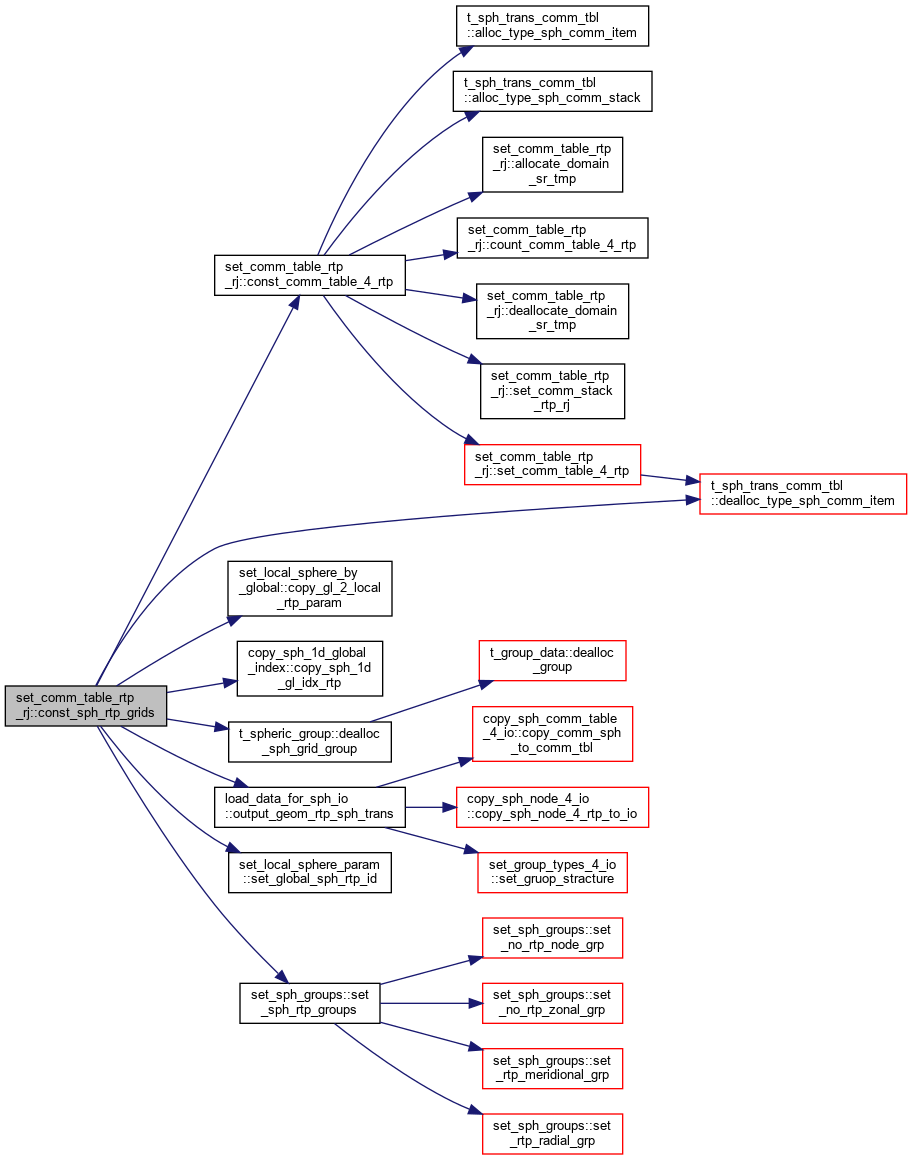 t_sph_trans_comm_tbl
::alloc_type_sph_comm_item
t_sph_trans_comm_tbl
::alloc_type_sph_comm_stack
set_comm_table_rtp
_rj::allocate_domain
_sr_tmp
set_comm_table_rtp
_rj::count_comm_table_4_rtp
set_comm_table_rtp
_rj::const_comm_table_4_rtp
set_comm_table_rtp
_rj::deallocate_domain
_sr_tmp
set_comm_table_rtp
_rj::set_comm_stack
_rtp_rj
set_comm_table_rtp
_rj::set_comm_table_4_rtp
t_sph_trans_comm_tbl
::dealloc_type_sph_comm_item
set_local_sphere_by
_global::copy_gl_2_local
_rtp_param
copy_sph_1d_global
_index::copy_sph_1d
_gl_idx_rtp
t_group_data::dealloc
_group
set_comm_table_rtp
_rj::const_sph_rtp_grids
t_spheric_group::dealloc
_sph_grid_group
copy_sph_comm_table
_4_io::copy_comm_sph
_to_comm_tbl
load_data_for_sph_io
::output_geom_rtp_sph_trans
copy_sph_node_4_io
::copy_sph_node_4_rtp_to_io
set_local_sphere_param
::set_global_sph_rtp_id
set_group_types_4_io
::set_gruop_stracture
set_sph_groups::set
_no_rtp_node_grp
set_sph_groups::set
_sph_rtp_groups
set_sph_groups::set
_no_rtp_zonal_grp
set_sph_groups::set
_rtp_meridional_grp
set_sph_groups::set
_rtp_radial_grp